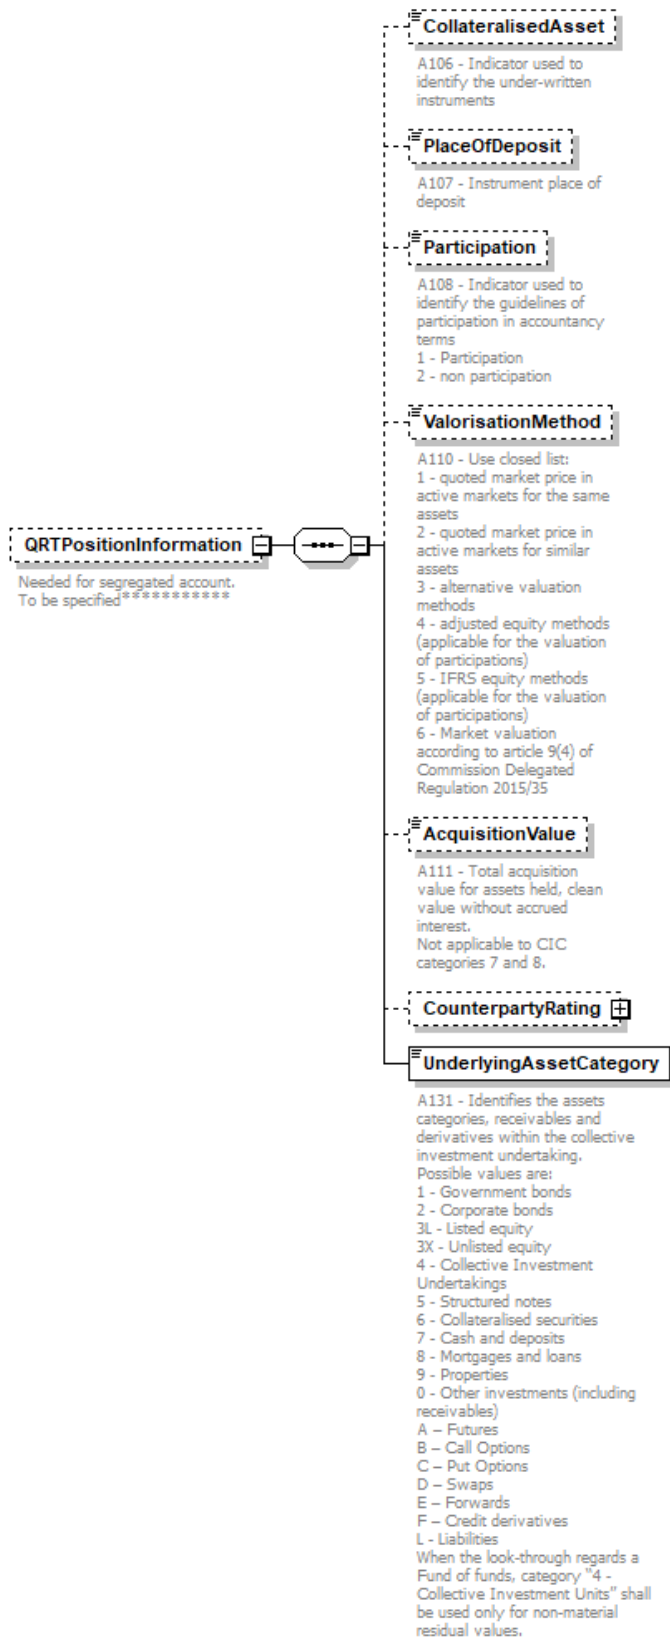 CollateralisedAsset
A106 - Indicator used to
identify the under-written
instruments
PlaceOfDeposit
A107 - Instrument place of
deposit
Participation
A108 - Indicator used to
identify the guidelines of
participation in accountancy
terms
1 - Participation
2 - non participation
ValorisationMethod
A110 - Use closed list:
1 - quoted market price in
active markets for the same
assets
2 - quoted market price in
active markets for similar
assets
3 - alternative valuation
methods
4 - adjusted equity methods
(applicable for the valuation
of participations)
5 - IFRS equity methods
(applicable for the valuation
of participations)
6 - Market valuation
according to article 9(4) of
Commission Delegated
Regulation 2015/35
QRTPositionInformation
Needed for segregated account.
To be specified***********
AcquisitionValue
A111 - Total acquisition
value for assets held, clean
value without accrued
interest.
Not applicable to CIC
categories 7 and 8.
CounterpartyRating
UnderlyingAssetCategory
A131 - Identifies the assets
categories, receivables and
derivatives within the collective
investment undertaking.
Possible values are:
1 - Government bonds
2 - Corporate bonds
3L - Listed equity
3X - Unlisted equity
4 - Collective Investment
Undertakings
5 - Structured notes
6 - Collateralised securities
7 - Cash and deposits
8 - Mortgages and loans
9 - Properties
0 - Other investments (including
receivables)
A – Futures
B – Call Options
C – Put Options
D – Swaps
E – Forwards
F – Credit derivatives
L - Liabilities
When the look-through regards a
Fund of funds, category "4 -
Collective Investment Units" shall
be used only for non-material
residual values.